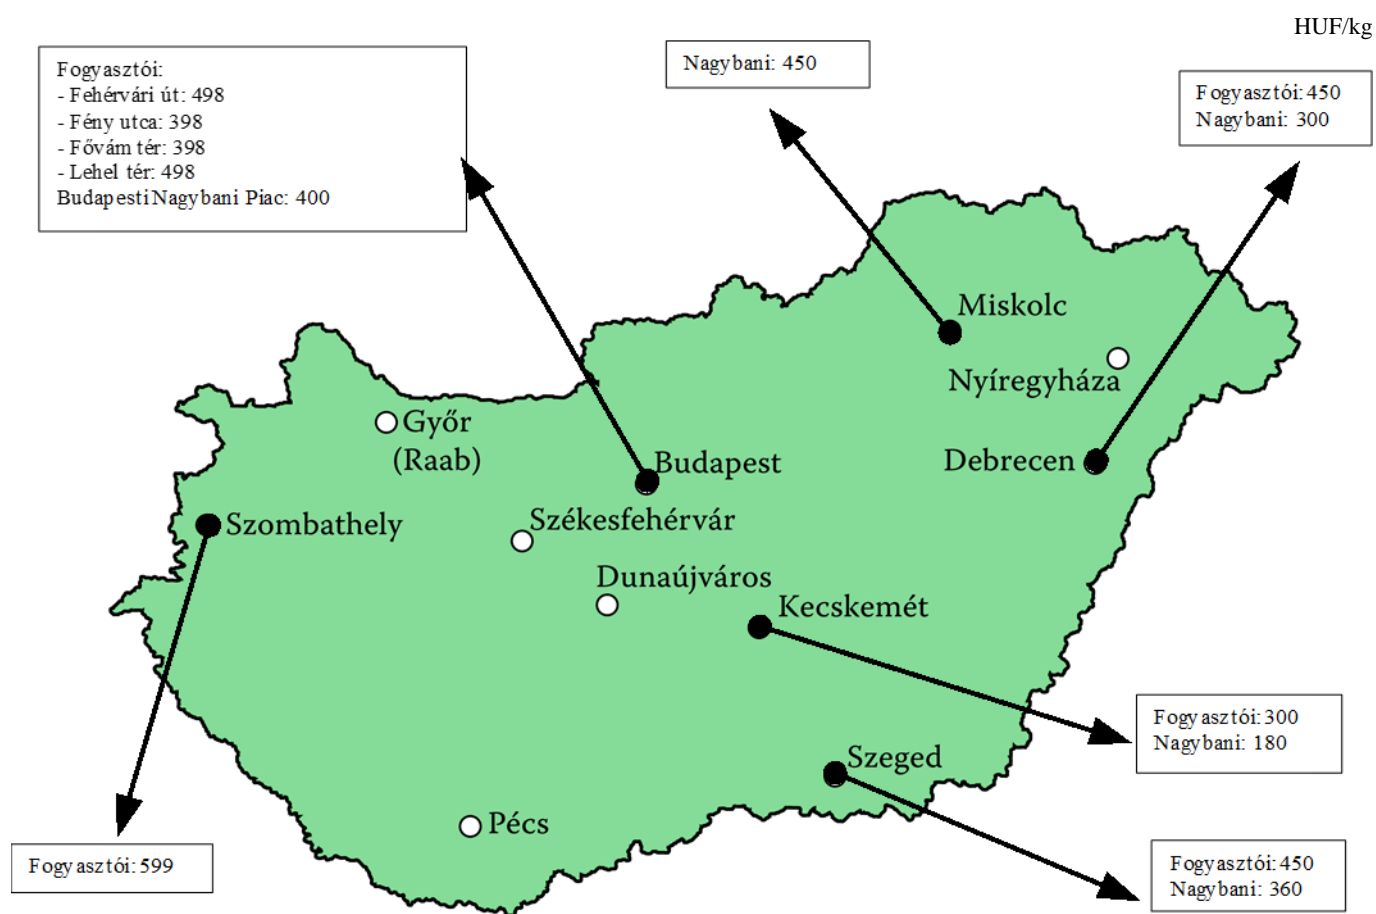 HUF/kg
Fogyasztói:
- Fehérvári út: 498
- Fény utca: 398
- Fővám tér: 398
- Lehel tér: 498
Budapesti Nagybani Piac: 400
Nagybani: 450
Fogyasztói: 450
Nagybani: 300
Miskolc
Nyíregyháza
Győr
(Raab)
Budapest
Debrecen
Székesfehérvár
Szombathely
Dunaújváros
Kecskemét
Fogyasztói: 300
Nagybani: 180
Szeged
Pécs
Fogyasztói: 599
Fogyasztói: 450
Nagybani: 360